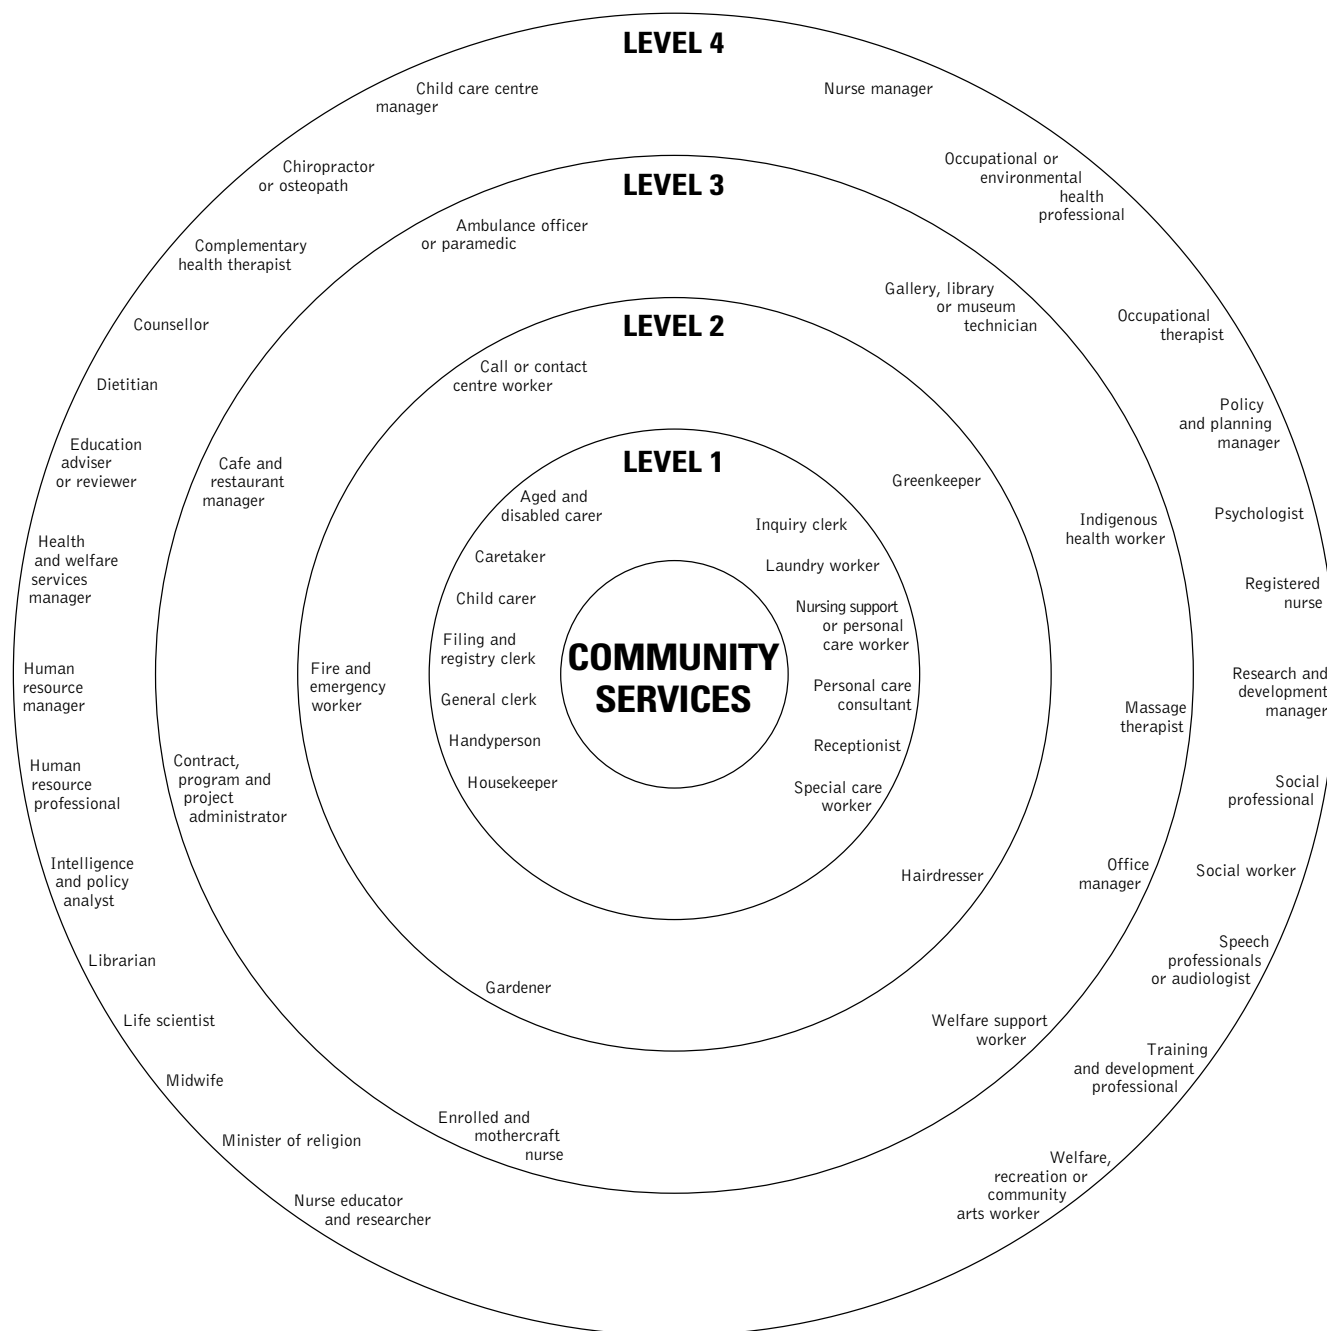 LEVEL 4
Child care centre
manager
Chiropractor
or osteopath
Complementary
health therapist
Counsellor
Dietitian
Education
adviser
or reviewer
Health
and welfare
services
manager
Human
resource
manager
Human
resource
professional
Intelligence
and policy
analyst
Librarian
Life scientist
Midwife
Minister of religion
Nurse educator
and researcher
Nurse manager
Occupational or
environmental
health
professional
Occupational
therapist
Policy
and planning
manager
Psychologist
Registered
nurse
Research and
development
manager
Social
professional
Social worker
Speech
professionals
or audiologist
Training
and development
professional
Welfare,
recreation or
community
arts worker
LEVEL 3
Ambulance officer
or paramedic
Cafe and
restaurant
manager
Contract,
program and
project
administrator
Enrolled and
mothercraft
nurse
Gallery, library
or museum
technician
Indigenous
health worker
Massage
therapist
Office
manager
Welfare support
worker
LEVEL 2
Call or contact
centre worker
Fire and
emergency
worker
Gardener
Greenkeeper
Hairdresser
LEVEL 1
Aged and
disabled carer
Caretaker
Child carer
Filing and
registry clerk
General clerk
Handyperson
Housekeeper
Inquiry clerk
Laundry worker
Nursing support
or personal
care worker
Personal care
consultant
Receptionist
Special care
worker
COMMUNITY
SERVICES